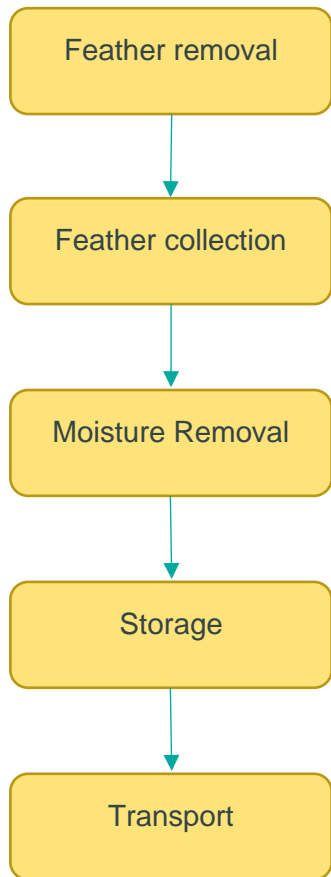 Feather removal
Feather collection
Moisture Removal
Storage
Transport